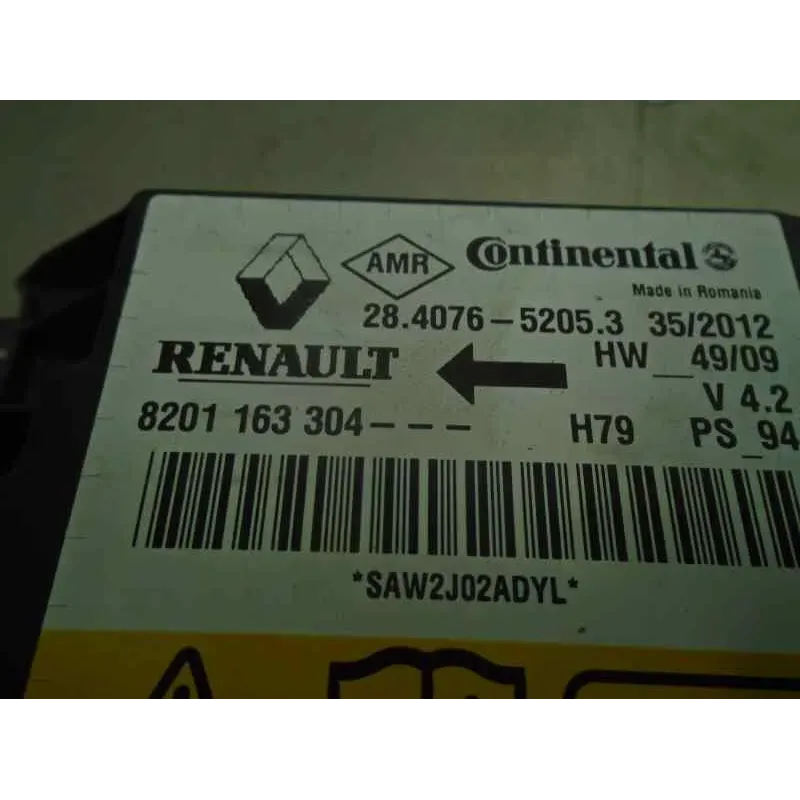 AMR Continental
Made in Romania
28.4076-5205.3 35/2012
RENAULT HW__49/09
V 4.2
8201 163 304--- H79 PS_94
*SAW2J02ADYL*